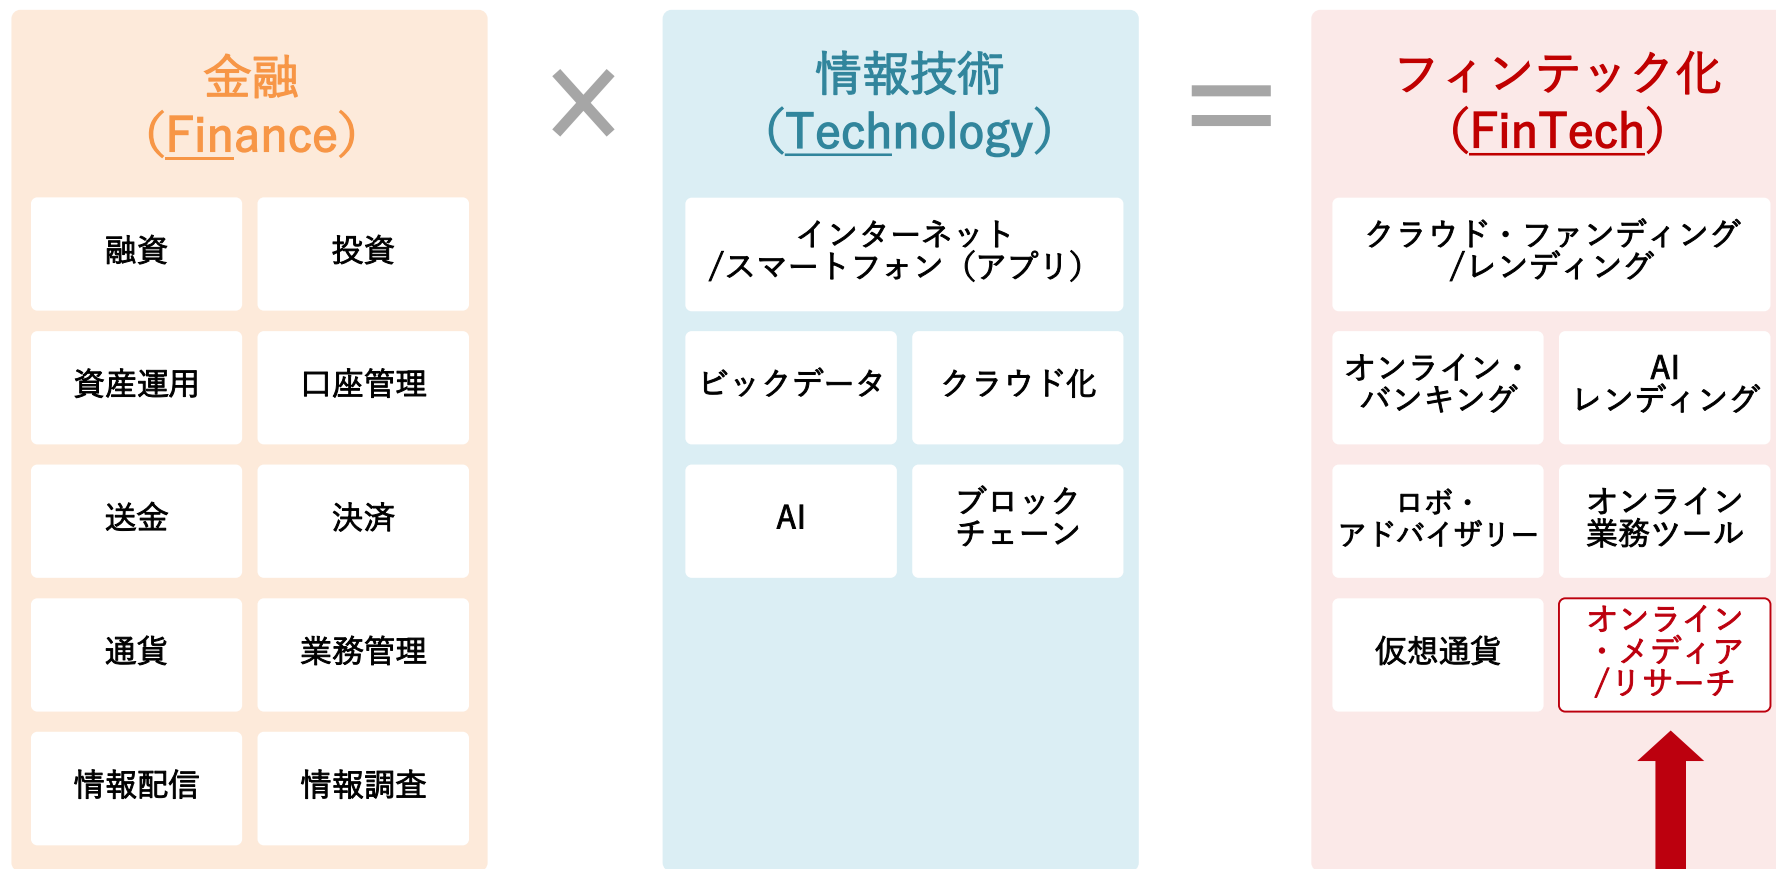 金融
（Finance）
融資
投資
資産運用
口座管理
送金
決済
通貨
業務管理
情報配信
情報調査
×
情報技術
（Technology）
インターネット
/スマートフォン（アプリ）
ビックデータ
クラウド化
AI
ブロック
チェーン
＝
フィンテック化
（FinTech）
クラウド・ファンディング
/レンディング
オンライン・
バンキング
AI
レンディング
ロボ・
アドバイザリー
オンライン
業務ツール
仮想通貨
オンライン
・メディア
/リサーチ